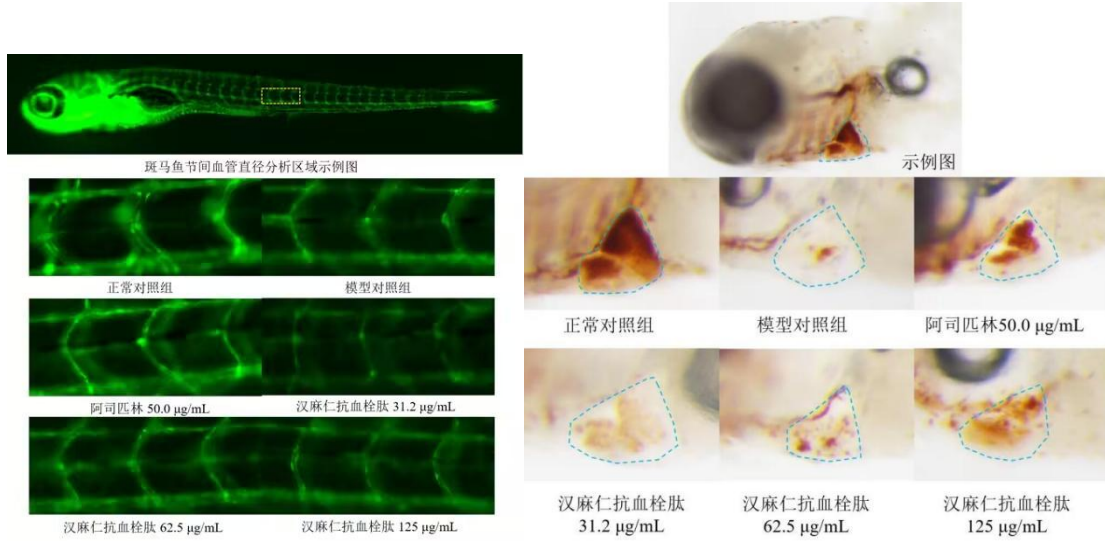 斑马鱼节间血管直径分析区域示例图
正常对照组
模型对照组
阿司匹林 50.0 μg/mL
汉麻仁抗血栓肽 31.2 μg/mL
汉麻仁抗血栓肽 62.5 μg/mL
汉麻仁抗血栓肽 125 μg/mL
示例图
正常对照组
模型对照组
阿司匹林50.0 μg/mL
汉麻仁抗血栓肽
31.2 μg/mL
汉麻仁抗血栓肽
62.5 μg/mL
汉麻仁抗血栓肽
125 μg/mL